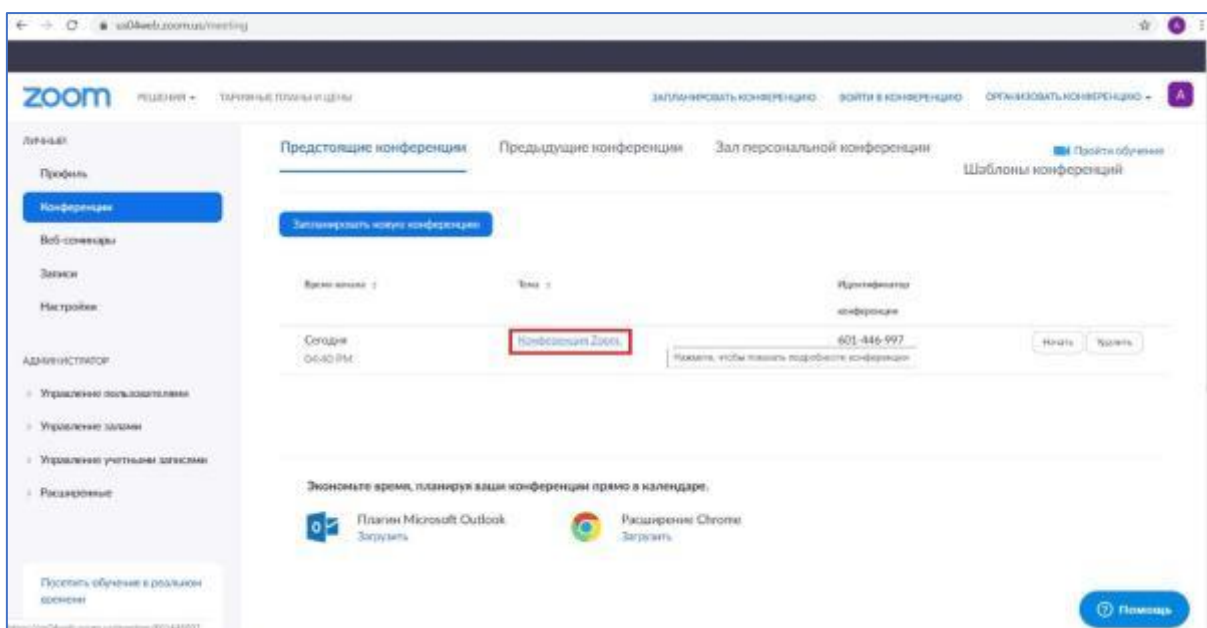 us04web.zoom.us/meeting
A
zoom
РЕШЕНИЯ
ТАРИФНЫЕ ПЛАНЫ И ЦЕНЫ
ЗАПЛАНИРОВАТЬ КОНФЕРЕНЦИЮ
ВОЙТИ В КОНФЕРЕНЦИЮ
ОРГАНИЗОВАТЬ КОНФЕРЕНЦИЮ
A
ЛИЧНЫЙ
Профиль
Конференции
Веб-семинары
Записи
Настройки
АДМИНИСТРАТОР
Управление пользователями
Управление залами
Управление учетными записями
Расширенные
Посетить обучение в реальном
времени
Предстоящие конференции
Предыдущие конференции
Зал персональной конференции
Шаблоны конференций
Пройти обучение
Запланировать новую конференцию
Время начала
Тема
Идентификатор
конференции
Сегодня
04:40 PM
Конференция Zoom
601-446-997
Нажмите, чтобы показать подробности конференции
Начать
Удалить
Экономьте время, планируя ваши конференции прямо в календаре.
Плагин Microsoft Outlook
Загрузить
Расширение Chrome
Загрузить
Помощь